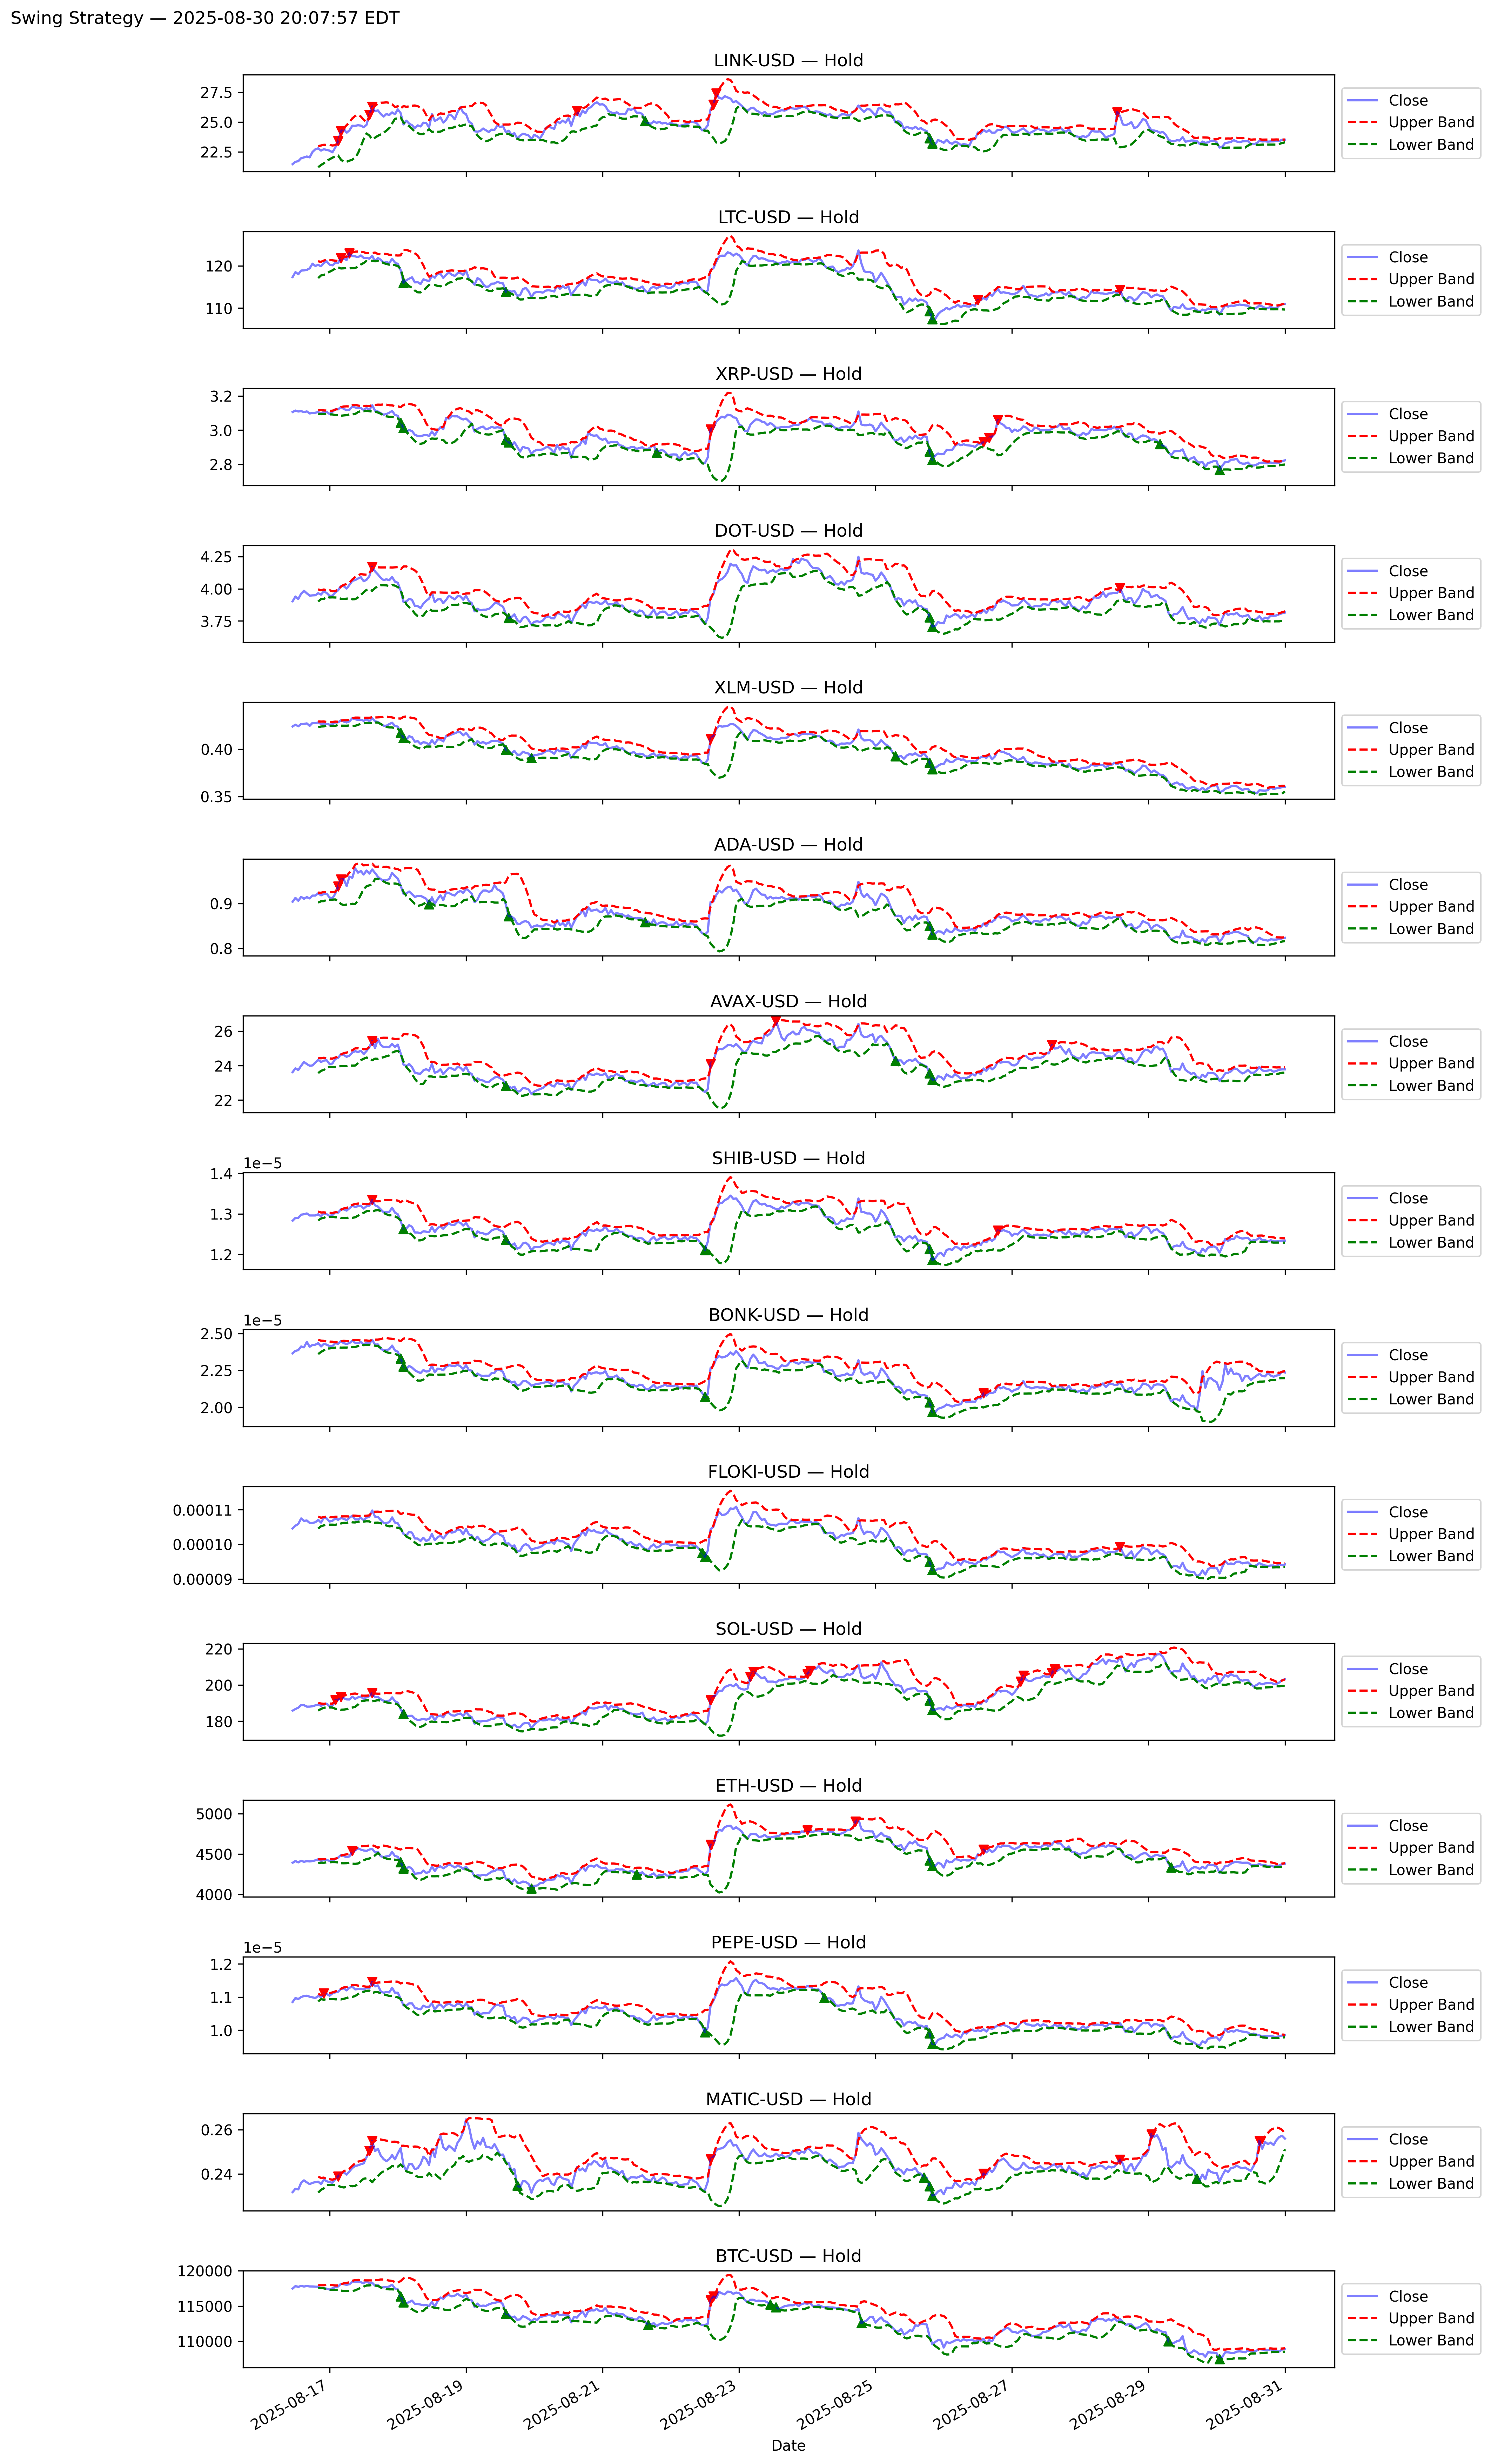 Swing Strategy — 2025-08-30 20:07:57 EDT
LINK-USD — Hold
27.5
25.0
22.5
Close
Upper Band
Lower Band
LTC-USD — Hold
120
110
Close
Upper Band
Lower Band
XRP-USD — Hold
3.2
3.0
2.8
Close
Upper Band
Lower Band
DOT-USD — Hold
4.25
4.00
3.75
Close
Upper Band
Lower Band
XLM-USD — Hold
0.40
0.35
Close
Upper Band
Lower Band
ADA-USD — Hold
0.9
0.8
Close
Upper Band
Lower Band
AVAX-USD — Hold
26
24
22
Close
Upper Band
Lower Band
SHIB-USD — Hold
1e−5
1.4
1.3
1.2
Close
Upper Band
Lower Band
BONK-USD — Hold
1e−5
2.50
2.25
2.00
Close
Upper Band
Lower Band
FLOKI-USD — Hold
0.00011
0.00010
0.00009
Close
Upper Band
Lower Band
SOL-USD — Hold
220
200
180
Close
Upper Band
Lower Band
ETH-USD — Hold
5000
4500
4000
Close
Upper Band
Lower Band
PEPE-USD — Hold
1e−5
1.2
1.1
1.0
Close
Upper Band
Lower Band
MATIC-USD — Hold
0.26
0.24
Close
Upper Band
Lower Band
BTC-USD — Hold
120000
115000
110000
Close
Upper Band
Lower Band
2025-08-17
2025-08-19
2025-08-21
2025-08-23
2025-08-25
2025-08-27
2025-08-29
2025-08-31
Date